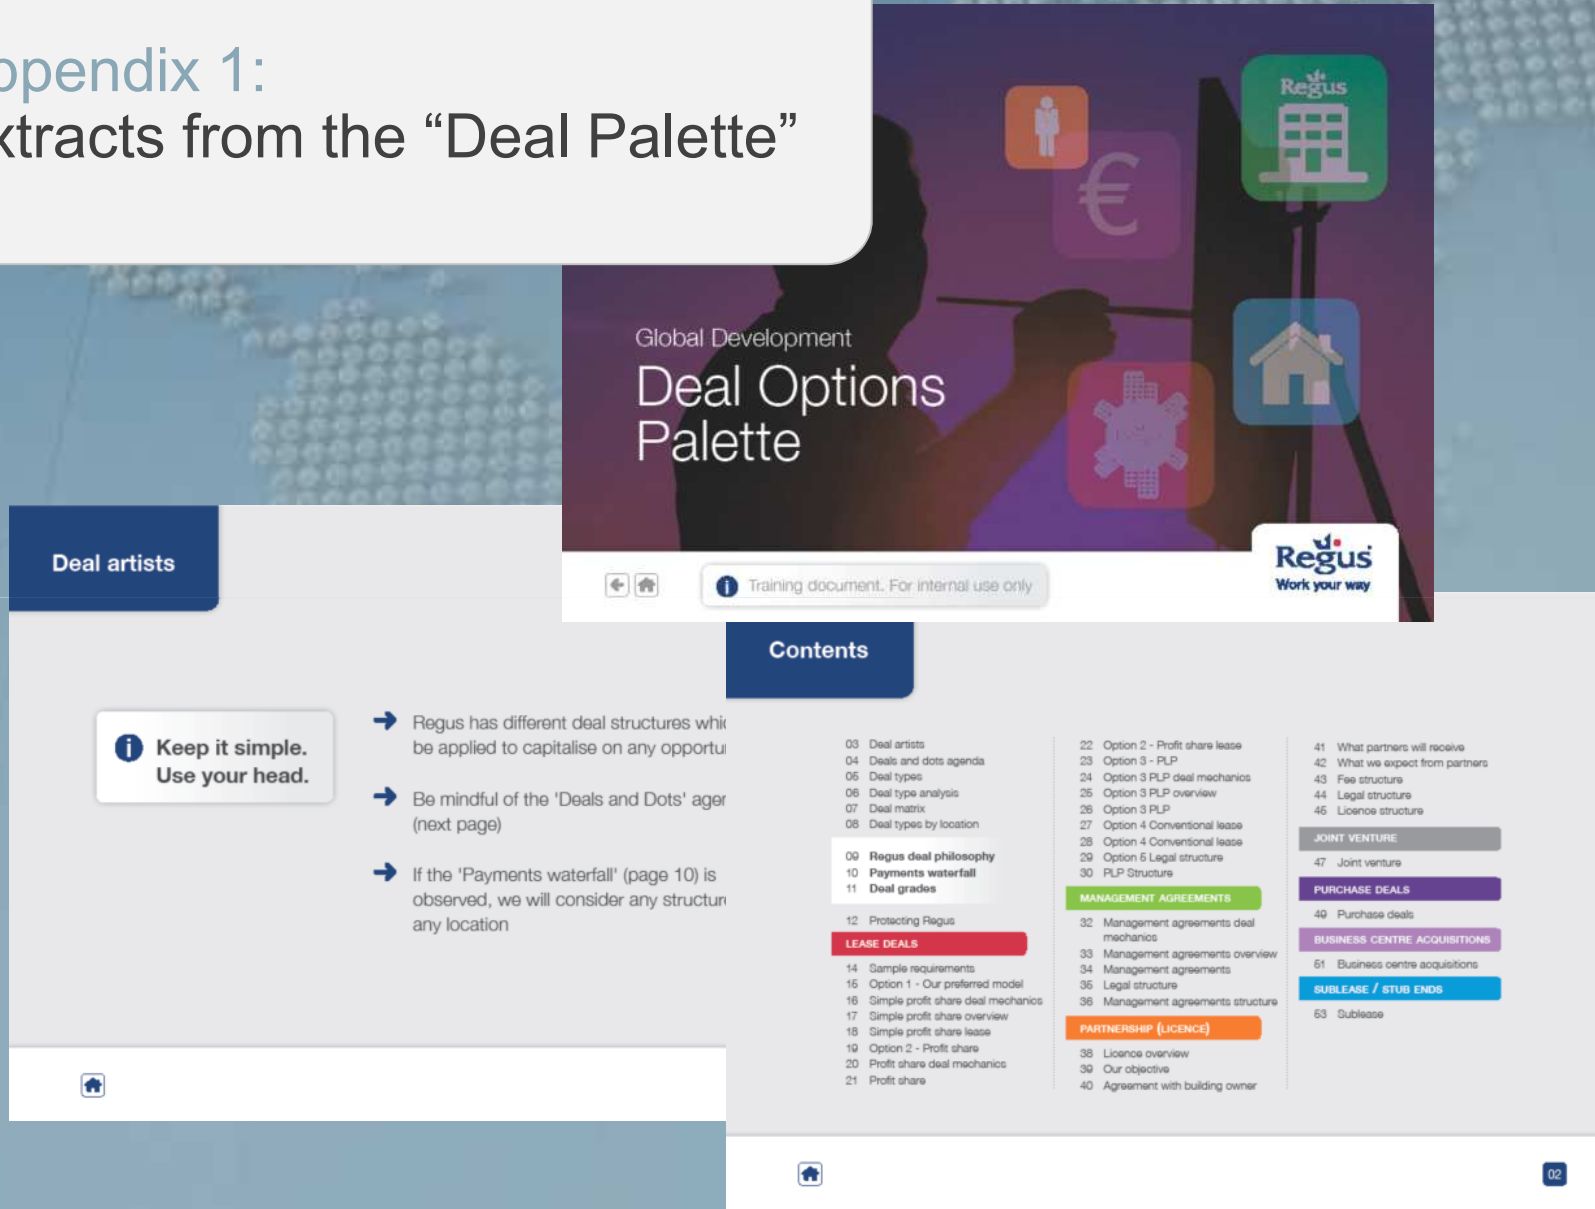 ppendix 1:
xtracts from the “Deal Palette”
Regus
€
Global Development
Deal Options
Palette
Regus
Work your way
Training document. For internal use only
Deal artists
Keep it simple.
Use your head.
Regus has different deal structures whic
be applied to capitalise on any opportu
Be mindful of the 'Deals and Dots' age
(next page)
If the 'Payments waterfall' (page 10) is
observed, we will consider any structure
any location
Contents
03 Deal artists
04 Deals and dots agenda
05 Deal types
06 Deal type analysis
07 Deal matrix
08 Deal types by location
09 Regus deal philosophy
10 Payments waterfall
11 Deal grades
12 Protecting Regus
LEASE DEALS
14 Sample requirements
15 Option 1 - Our preferred model
16 Simple profit share deal mechanics
17 Simple profit share overview
18 Simple profit share lease
19 Option 2 - Profit share
20 Profit share deal mechanics
21 Profit share
22 Option 2 - Profit share lease
23 Option 3 - PLP
24 Option 3 PLP deal mechanics
25 Option 3 PLP overview
26 Option 3 PLP
27 Option 4 Conventional lease
28 Option 4 Conventional lease
29 Option 5 Legal structure
30 PLP Structure
MANAGEMENT AGREEMENTS
32 Management agreements deal
mechanics
33 Management agreements overview
34 Management agreements
35 Legal structure
36 Management agreements structure
PARTNERSHIP (LICENCE)
38 Licence overview
39 Our objective
40 Agreement with building owner
41 What partners will receive
42 What we expect from partners
43 Fee structure
44 Legal structure
45 Licence structure
JOINT VENTURE
47 Joint venture
PURCHASE DEALS
49 Purchase deals
BUSINESS CENTRE ACQUISITIONS
51 Business centre acquisitions
SUBLEASE / STUB ENDS
53 Sublease
02